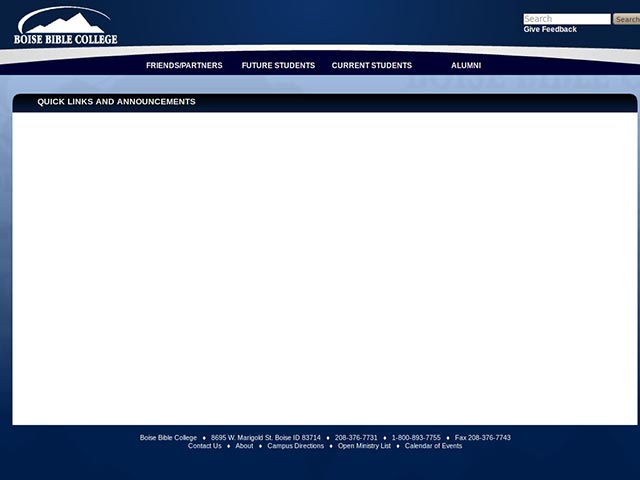 BOISE BIBLE COLLEGE
Search
Search
Give Feedback
FRIENDS/PARTNERS FUTURE STUDENTS CURRENT STUDENTS ALUMNI
QUICK LINKS AND ANNOUNCEMENTS
Boise Bible College ♦ 8695 W. Marigold St. Boise ID 83714 ♦ 208-376-7731 ♦ 1-800-893-7755 ♦ Fax 208-376-7743
Contact Us ♦ About ♦ Campus Directions ♦ Open Ministry List ♦ Calendar of Events